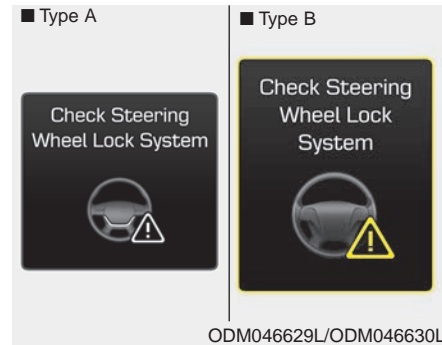 ■ Type A
Check Steering
Wheel Lock System
■ Type B
Check Steering
Wheel Lock
System
ODM046629L/ODM046630L